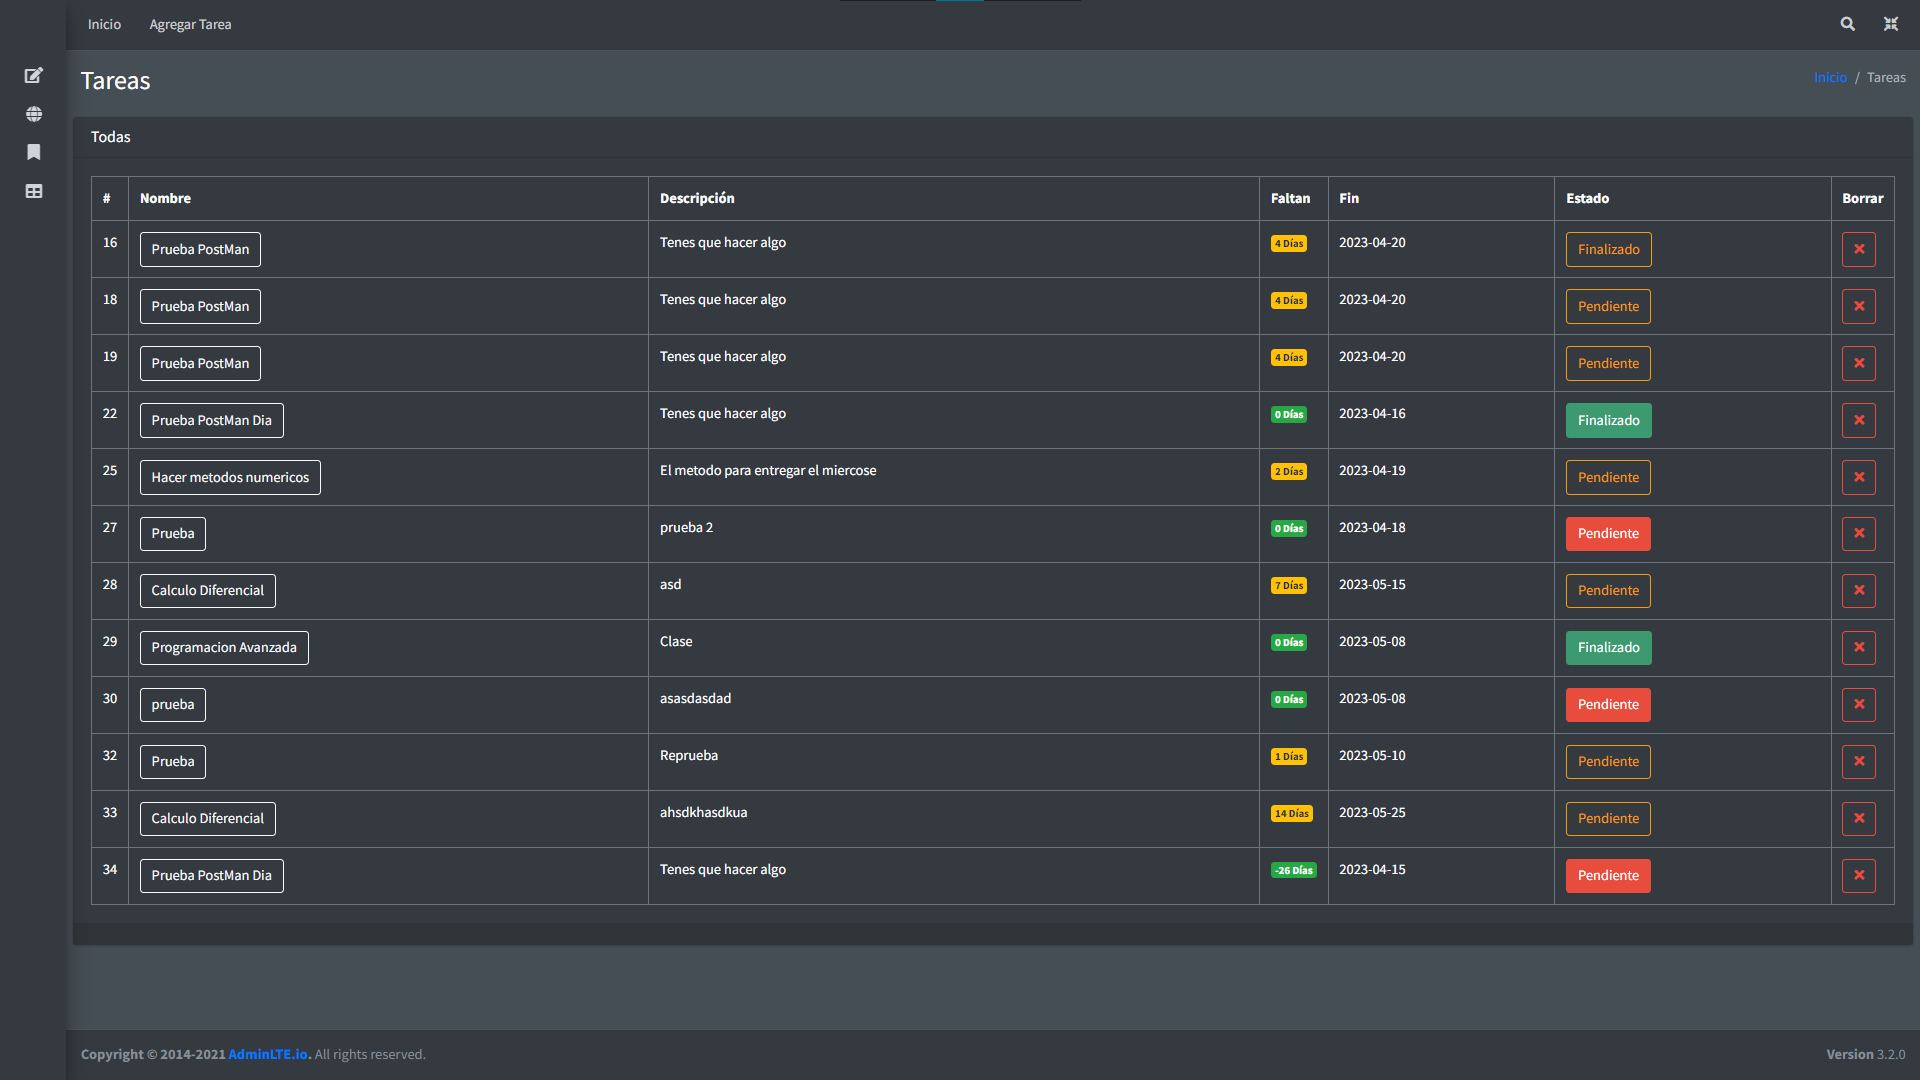 Inicio Agregar Tarea
Tareas
Inicio / Tareas
Todas
# Nombre Descripción Faltan Fin Estado Borrar
16 Prueba PostMan Tenes que hacer algo 4 Días 2023-04-20 Finalizado
18 Prueba PostMan Tenes que hacer algo 4 Días 2023-04-20 Pendiente
19 Prueba PostMan Tenes que hacer algo 4 Días 2023-04-20 Pendiente
22 Prueba PostMan Dia Tenes que hacer algo 0 Días 2023-04-16 Finalizado
25 Hacer metodos numericos El metodo para entregar el miercose 2 Días 2023-04-19 Pendiente
27 Prueba prueba 2 0 Días 2023-04-18 Pendiente
28 Calculo Diferencial asd 7 Días 2023-05-15 Pendiente
29 Programacion Avanzada Clase 0 Días 2023-05-08 Finalizado
30 prueba asasdasdad 0 Días 2023-05-08 Pendiente
32 Prueba Reprueba 1 Días 2023-05-10 Pendiente
33 Calculo Diferencial ahsdkhasdkua 14 Días 2023-05-25 Pendiente
34 Prueba PostMan Dia Tenes que hacer algo -26 Días 2023-04-15 Pendiente
Copyright © 2014-2021 AdminLTE.io. All rights reserved.
Version 3.2.0